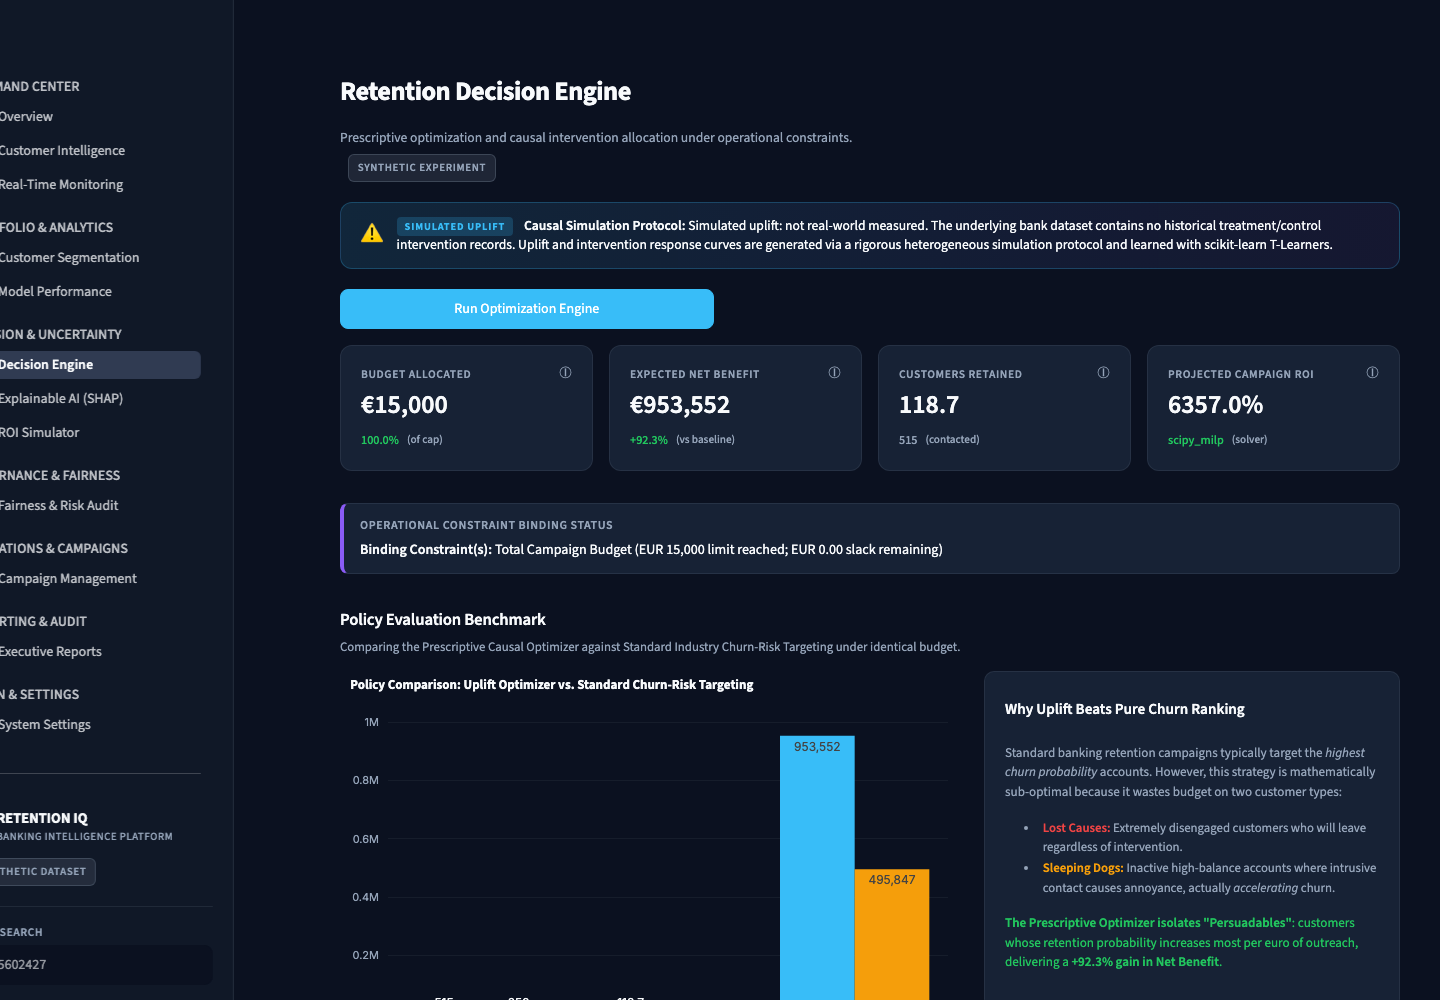 MAND CENTER
Overview
Customer Intelligence
Real-Time Monitoring
FOLIO & ANALYTICS
Customer Segmentation
Model Performance
SION & UNCERTAINTY
Decision Engine
Explainable AI (SHAP)
ROI Simulator
RNANCE & FAIRNESS
Fairness & Risk Audit
ATIONS & CAMPAIGNS
Campaign Management
RTING & AUDIT
Executive Reports
N & SETTINGS
System Settings
RETENTION IQ
BANKING INTELLIGENCE PLATFORM
THETIC DATASET
SEARCH
5602427
Retention Decision Engine
Prescriptive optimization and causal intervention allocation under operational constraints.
SYNTHETIC EXPERIMENT
SIMULATED UPLIFT Causal Simulation Protocol: Simulated uplift: not real-world measured. The underlying bank dataset contains no historical treatment/control
intervention records. Uplift and intervention response curves are generated via a rigorous heterogeneous simulation protocol and learned with scikit-learn T-Learners.
Run Optimization Engine
BUDGET ALLOCATED
€15,000
100.0% (of cap)
EXPECTED NET BENEFIT
€953,552
+92.3% (vs baseline)
CUSTOMERS RETAINED
118.7
515 (contacted)
PROJECTED CAMPAIGN ROI
6357.0%
scipy_milp (solver)
OPERATIONAL CONSTRAINT BINDING STATUS
Binding Constraint(s): Total Campaign Budget (EUR 15,000 limit reached; EUR 0.00 slack remaining)
Policy Evaluation Benchmark
Comparing the Prescriptive Causal Optimizer against Standard Industry Churn-Risk Targeting under identical budget.
Policy Comparison: Uplift Optimizer vs. Standard Churn-Risk Targeting
1M
0.8M
0.6M
0.4M
0.2M
953,552
495,847
Why Uplift Beats Pure Churn Ranking
Standard banking retention campaigns typically target the highest
churn probability accounts. However, this strategy is mathematically
sub-optimal because it wastes budget on two customer types:
• Lost Causes: Extremely disengaged customers who will leave
regardless of intervention.
• Sleeping Dogs: Inactive high-balance accounts where intrusive
contact causes annoyance, actually accelerating churn.
The Prescriptive Optimizer isolates "Persuadables": customers
whose retention probability increases most per euro of outreach,
delivering a +92.3% gain in Net Benefit.